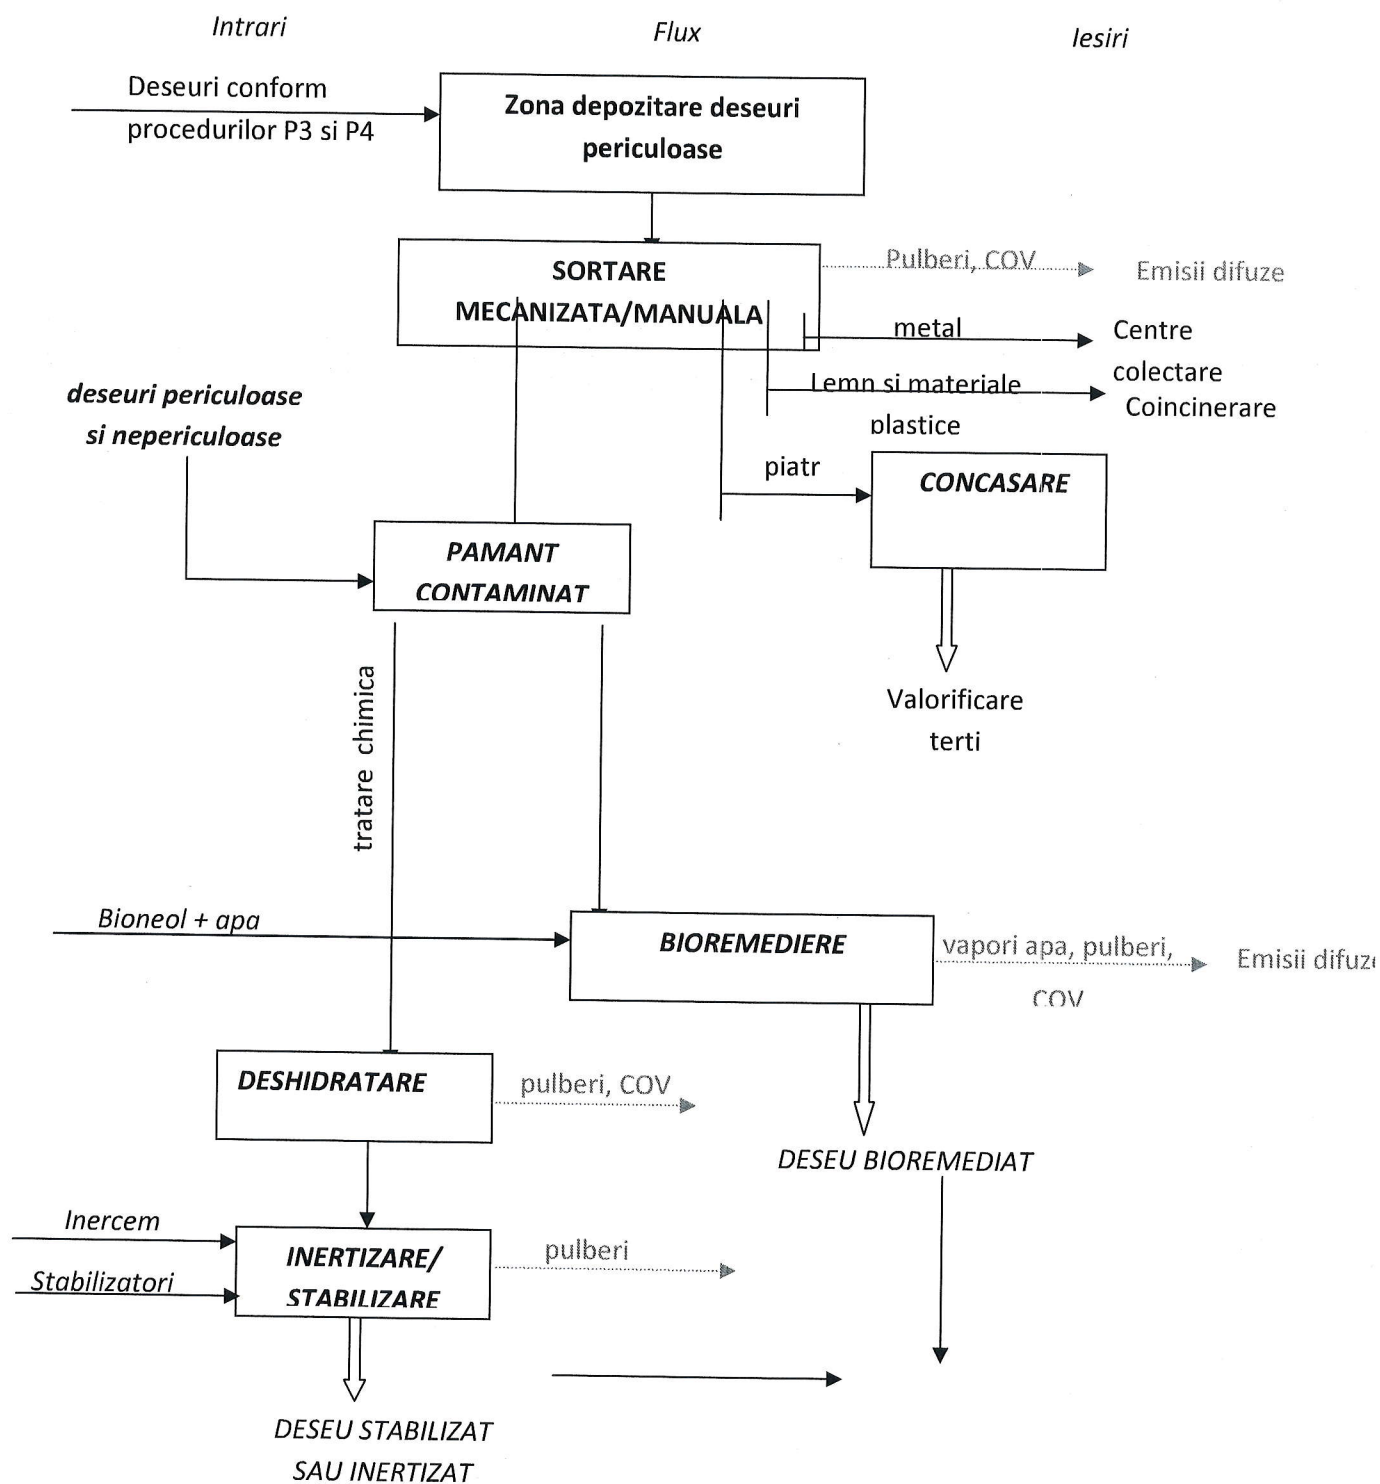 Intrari
Flux
Iesiri
Deseuri conform
procedurilor P3 si P4
Zona depozitare deseuri
periculoase
SORTARE
MECANIZATA/MANUALA
Pulberi, COV
Emisii difuze
metal
Centre
colectare
Lemn si materiale
plastice
Coincinerare
deseuri periculoase
si nepericuloase
piatr
CONCASARE
PAMANT
CONTAMINAT
Valorificare
terti
tratare chimica
Bioneol + apa
BIOREMEDIERE
vapori apa, pulberi,
COV
Emisii difuze
DESHIDRATARE
pulberi, COV
DESEU BIOREMEDIAT
Inercem
Stabilizatori
INERTIZARE/
STABILIZARE
pulberi
DESEU STABILIZAT
SAU INERTIZAT